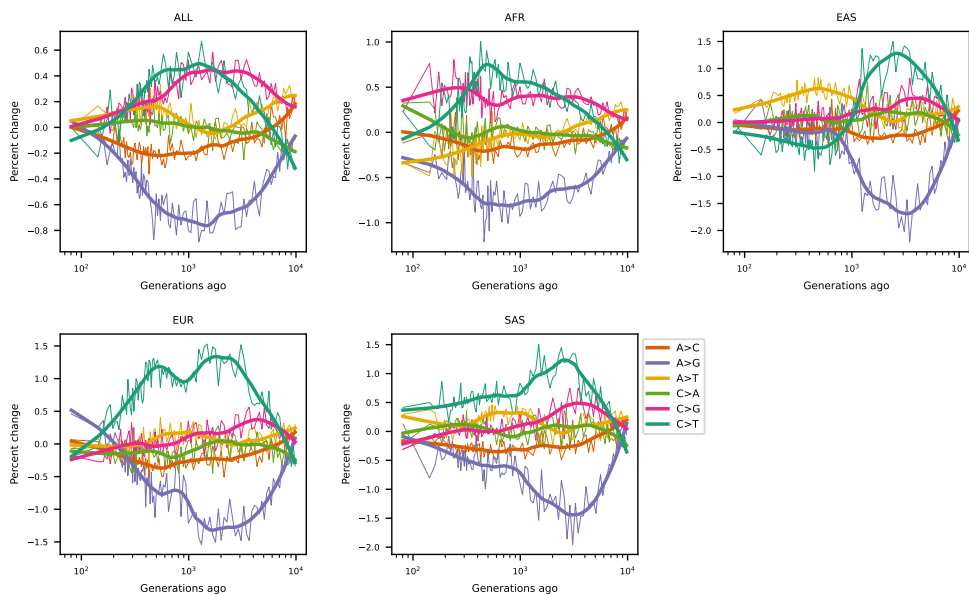 ALL
Percent change
0.6
0.4
0.2
0.0
−0.2
−0.4
−0.6
−0.8
10²
10³
10⁴
Generations ago
AFR
Percent change
1.0
0.5
0.0
−0.5
−1.0
10²
10³
10⁴
Generations ago
EAS
Percent change
1.5
1.0
0.5
0.0
−0.5
−1.0
−1.5
−2.0
10²
10³
10⁴
Generations ago
EUR
Percent change
1.5
1.0
0.5
0.0
−0.5
−1.0
−1.5
10²
10³
10⁴
Generations ago
SAS
Percent change
1.5
1.0
0.5
0.0
−0.5
−1.0
−1.5
−2.0
10²
10³
10⁴
Generations ago
A>C
A>G
A>T
C>A
C>G
C>T